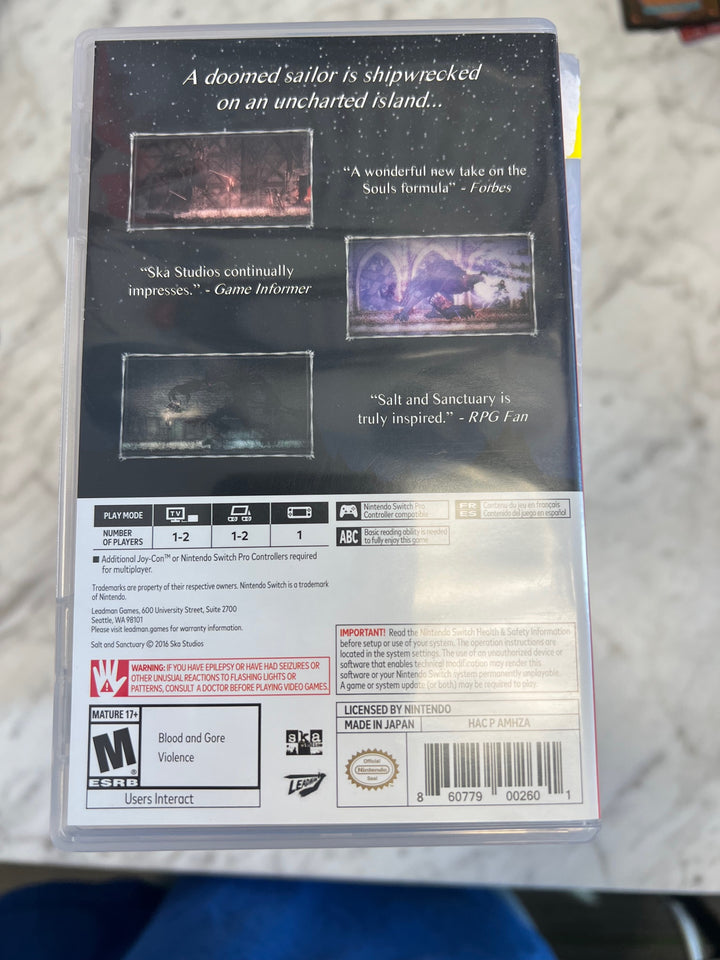 A doomed sailor is shipwrecked
on an uncharted island...
“A wonderful new take on the
Souls formula” - Forbes
“Ska Studios continually
impresses.” - Game Informer
“Salt and Sanctuary is
truly inspired.” - RPG Fan
PLAY MODE
TV
NUMBER
OF PLAYERS
1-2
1-2
1
Nintendo Switch Pro
Controller compatible
FR
ES
Contenu du jeu en français
Contenido del juego en español
ABC
Basic reading ability is needed
to fully enjoy this game
■ Additional Joy-Con™ or Nintendo Switch Pro Controllers required
for multiplayer.
Trademarks are property of their respective owners. Nintendo Switch is a trademark
of Nintendo.
Leadman Games, 600 University Street, Suite 2700
Seattle, WA 98101
Please visit leadman.games for warranty information.
Salt and Sanctuary © 2016 Ska Studios
WARNING: IF YOU HAVE EPILEPSY OR HAVE HAD SEIZURES OR
OTHER UNUSUAL REACTIONS TO FLASHING LIGHTS OR
PATTERNS, CONSULT A DOCTOR BEFORE PLAYING VIDEO GAMES.
IMPORTANT! Read the Nintendo Switch Health & Safety Information
before setup or use of your system. The operation instructions are
located in the system settings. The use of an unauthorized device or
software that enables technical modification may render this
software or your Nintendo Switch system permanently unplayable.
A game or system update (or both) may be required to play.
MATURE 17+
M
®
ESRB
Blood and Gore
Violence
Users Interact
ska
studios
LEADMAN
LICENSED BY NINTENDO
MADE IN JAPAN
HAC P AMHZA
Official
Nintendo
Seal
8 60779 00260 1